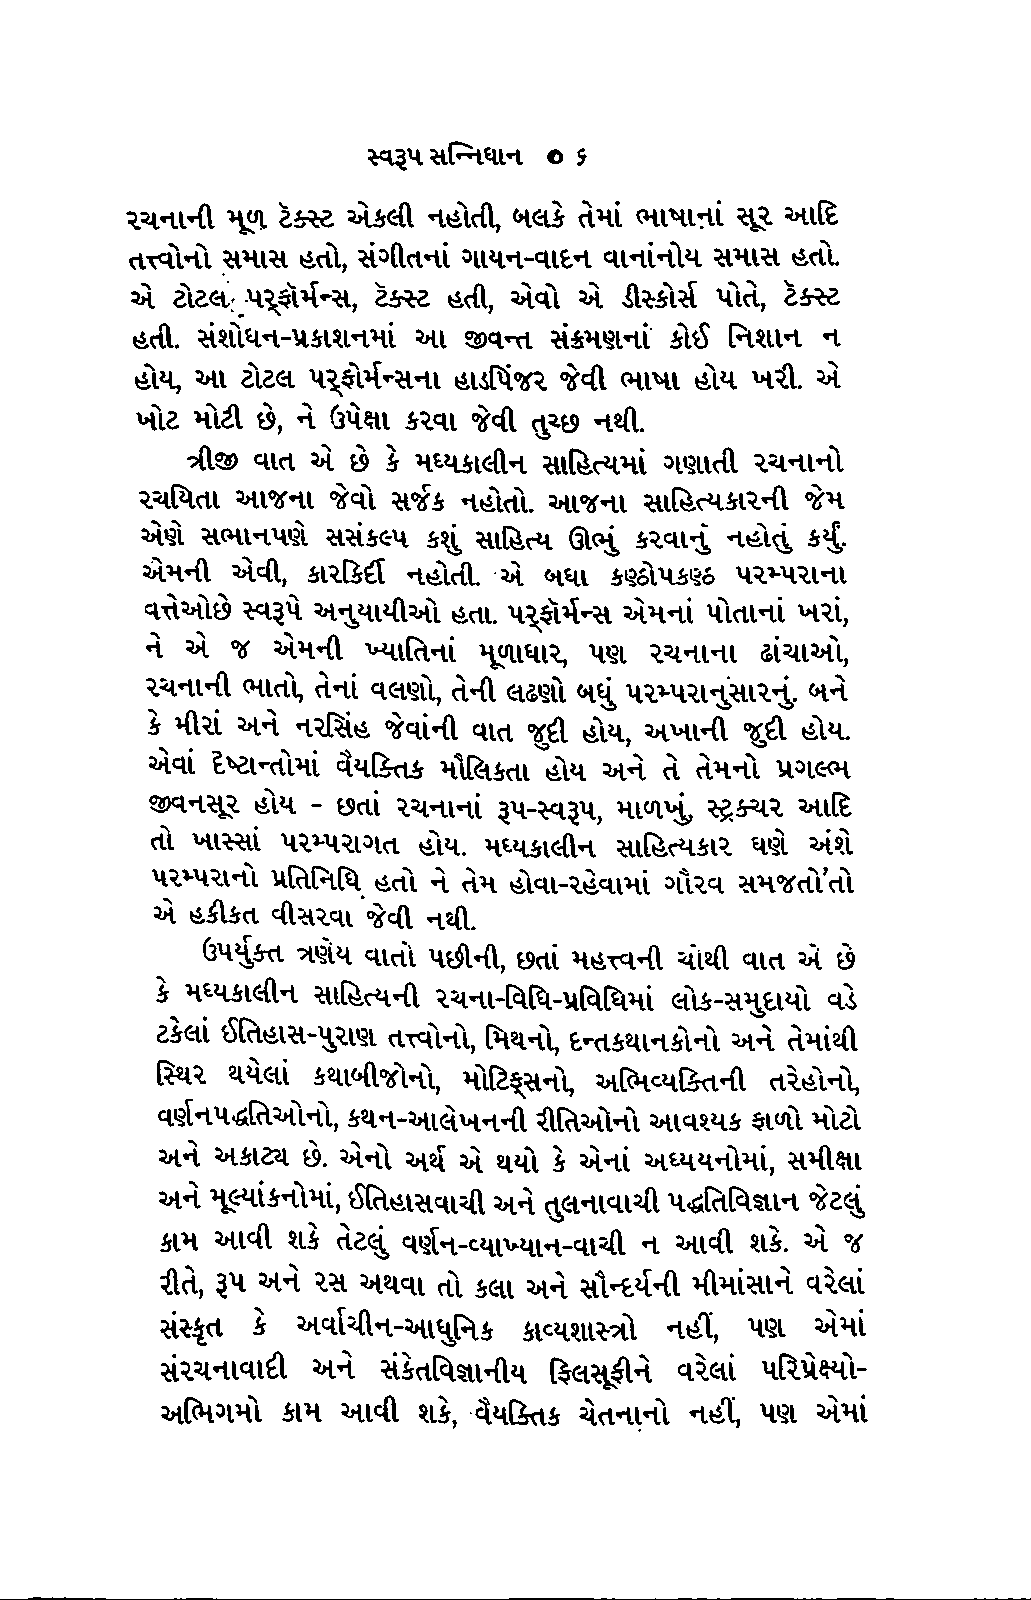 સ્વરૂપ સન્નિધાન ૦ ૬
રચનાની મૂળ ટૅક્સ્ટ એકલી નહોતી, બલકે તેમાં ભાષાનાં સૂર આદિ
તત્ત્વોનો સમાસ હતો, સંગીતનાં ગાયન-વાદન વાનાંનોય સમાસ હતો.
એ ટોટલ પર્ફૉર્મન્સ, ટૅક્સ્ટ હતી, એવો એ ડીસ્કોર્સ પોતે, ટૅક્સ્ટ
હતી. સંશોધન-પ્રકાશનમાં આ જીવન્ત સંક્રમણનાં કોઈ નિશાન ન
હોય, આ ટોટલ પર્ફોર્મન્સના હાડપિંજર જેવી ભાષા હોય ખરી. એ
ખોટ મોટી છે, ને ઉપેક્ષા કરવા જેવી તુચ્છ નથી.
ત્રીજી વાત એ છે કે મધ્યકાલીન સાહિત્યમાં ગણાતી રચનાનો
રચયિતા આજના જેવો સર્જક નહોતો. આજના સાહિત્યકારની જેમ
એણે સભાનપણે સસંકલ્પ કશું સાહિત્ય ઊભું કરવાનું નહોતું કર્યું.
એમની એવી, કારકિર્દી નહોતી. એ બધા કણ્ઠોપકણ્ઠ પરમ્પરાના
વત્તેઓછે સ્વરૂપે અનુયાયીઓ હતા. પર્ફૉર્મન્સ એમનાં પોતાનાં ખરાં,
ને એ જ એમની ખ્યાતિનાં મૂળાધાર, પણ રચનાના ઢાંચાઓ,
રચનાની ભાતો, તેનાં વલણો, તેની લઢણો બધું પરમ્પરાનુસારનું. બને
કે મીરાં અને નરસિંહ જેવાંની વાત જુદી હોય, અખાની જુદી હોય.
એવાં દૃષ્ટાન્તોમાં વૈયક્તિક મૌલિકતા હોય અને તે તેમનો પ્રગલ્ભ
જીવનસૂર હોય - છતાં રચનાનાં રૂપ-સ્વરૂપ, માળખું, સ્ટ્રક્ચર આદિ
તો ખાસ્સાં પરમ્પરાગત હોય. મધ્યકાલીન સાહિત્યકાર ઘણે અંશે
પરમ્પરાનો પ્રતિનિધિ હતો ને તેમ હોવા-રહેવામાં ગૌરવ સમજતો'તો
એ હકીકત વીસરવા જેવી નથી.
ઉપર્યુક્ત ત્રણેય વાતો પછીની, છતાં મહત્ત્વની ચોથી વાત એ છે
કે મધ્યકાલીન સાહિત્યની રચના-વિધિ-પ્રવિધિમાં લોક-સમુદાયો વડે
ટકેલાં ઈતિહાસ-પુરાણ તત્ત્વોનો, મિથનો, દન્તકથાનકોનો અને તેમાંથી
સ્થિર થયેલાં કથાબીજોનો, મોટિફ્સનો, અભિવ્યક્તિની તરેહોનો,
વર્ણનપદ્ધતિઓનો, કથન-આલેખનની રીતિઓનો આવશ્યક ફાળો મોટો
અને અકાટ્ય છે. એનો અર્થ એ થયો કે એનાં અધ્યયનોમાં, સમીક્ષા
અને મૂલ્યાંકનોમાં, ઈતિહાસવાચી અને તુલનાવાચી પદ્ધતિવિજ્ઞાન જેટલું
કામ આવી શકે તેટલું વર્ણન-વ્યાખ્યાન-વાચી ન આવી શકે. એ જ
રીતે, રૂપ અને રસ અથવા તો કલા અને સૌન્દર્યની મીમાંસાને વરેલાં
સંસ્કૃત કે અર્વાચીન-આધુનિક કાવ્યશાસ્ત્રો નહીં, પણ એમાં
સંરચનાવાદી અને સંકેતવિજ્ઞાનીય ફિલસૂફીને વરેલાં પરિપ્રેક્ષ્યો-
અભિગમો કામ આવી શકે, વૈયક્તિક ચેતનાનો નહીં, પણ એમાં